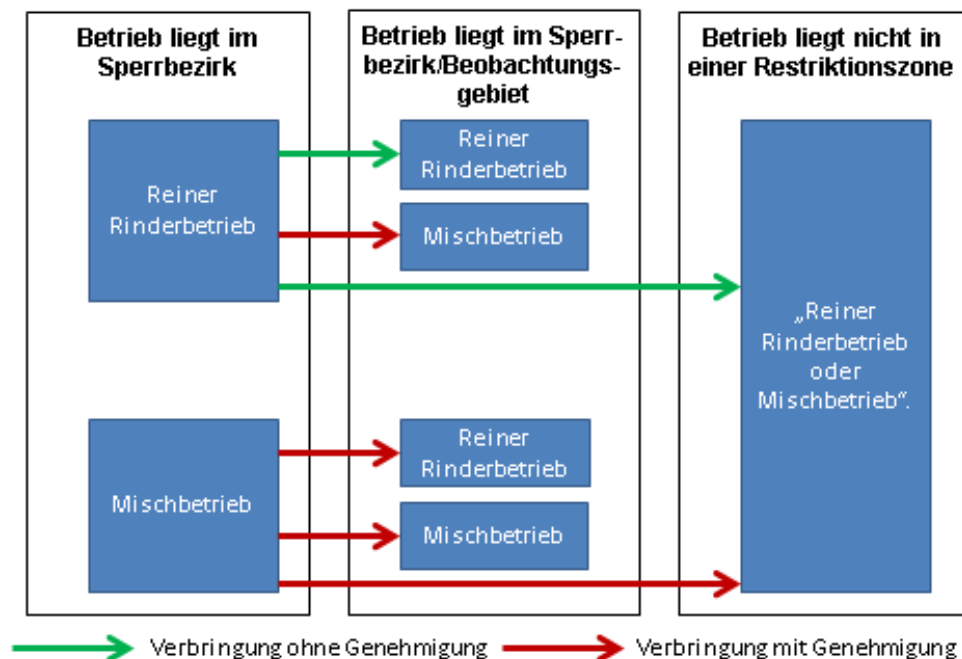 Betrieb liegt im
Sperrbezirk
Reiner
Rinderbetrieb
Mischbetrieb
Betrieb liegt im Sperr-
bezirk/Beobachtungs-
gebiet
Reiner
Rinderbetrieb
Mischbetrieb
Reiner
Rinderbetrieb
Mischbetrieb
Betrieb liegt nicht in
einer Restriktionszone
„Reiner
Rinderbetrieb
oder
Mischbetrieb“.
Verbringung ohne Genehmigung
Verbringung mit Genehmigung